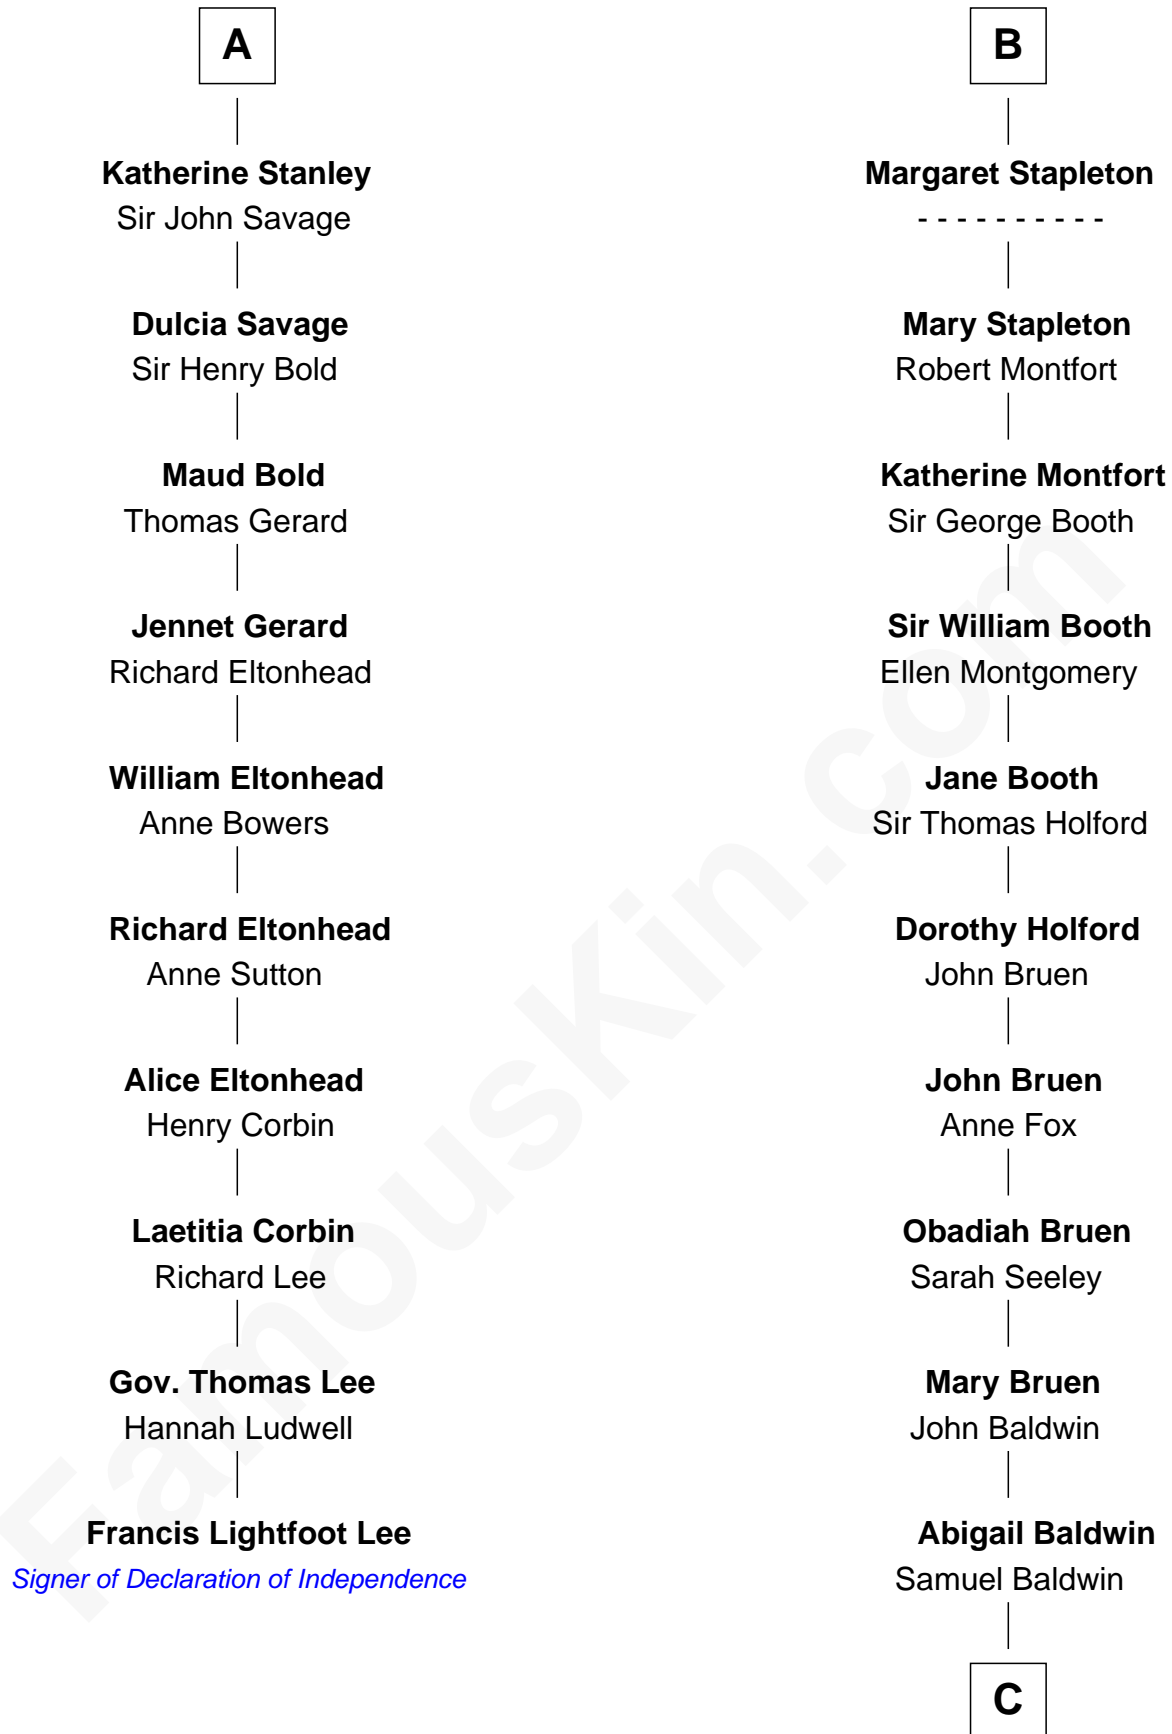 A
Katherine Stanley
Sir John Savage
Dulcia Savage
Sir Henry Bold
Maud Bold
Thomas Gerard
Jennet Gerard
Richard Eltonhead
William Eltonhead
Anne Bowers
Richard Eltonhead
Anne Sutton
Alice Eltonhead
Henry Corbin
Laetitia Corbin
Richard Lee
Gov. Thomas Lee
Hannah Ludwell
Francis Lightfoot Lee
Signer of Declaration of Independence
B
Margaret Stapleton
- - - - - - - - - -
Mary Stapleton
Robert Montfort
Katherine Montfort
Sir George Booth
Sir William Booth
Ellen Montgomery
Jane Booth
Sir Thomas Holford
Dorothy Holford
John Bruen
John Bruen
Anne Fox
Obadiah Bruen
Sarah Seeley
Mary Bruen
John Baldwin
Abigail Baldwin
Samuel Baldwin
C
FamousKin.com